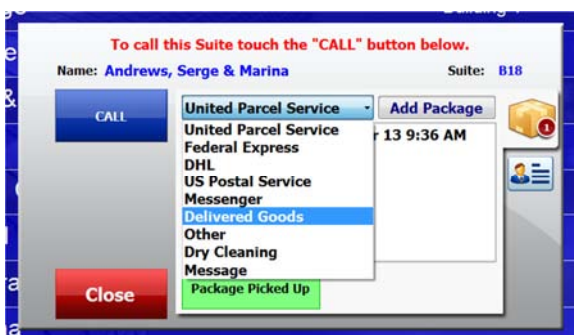 To call this Suite touch the "CALL" button below.
Name: Andrews, Serge & Marina Suite: B18
CALL
United Parcel Service Add Package
United Parcel Service
r 13 9:36 AM
Federal Express
DHL
US Postal Service
Messenger
Delivered Goods
Other
Dry Cleaning
Message
Package Picked Up
Close
1